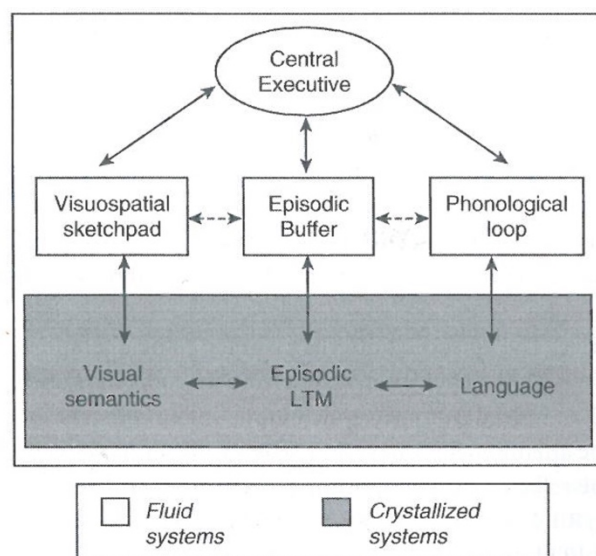 Central
Executive
Visuospatial
sketchpad
Episodic
Buffer
Phonological
loop
Visual
semantics
Episodic
LTM
Language
Fluid
systems
Crystallized
systems